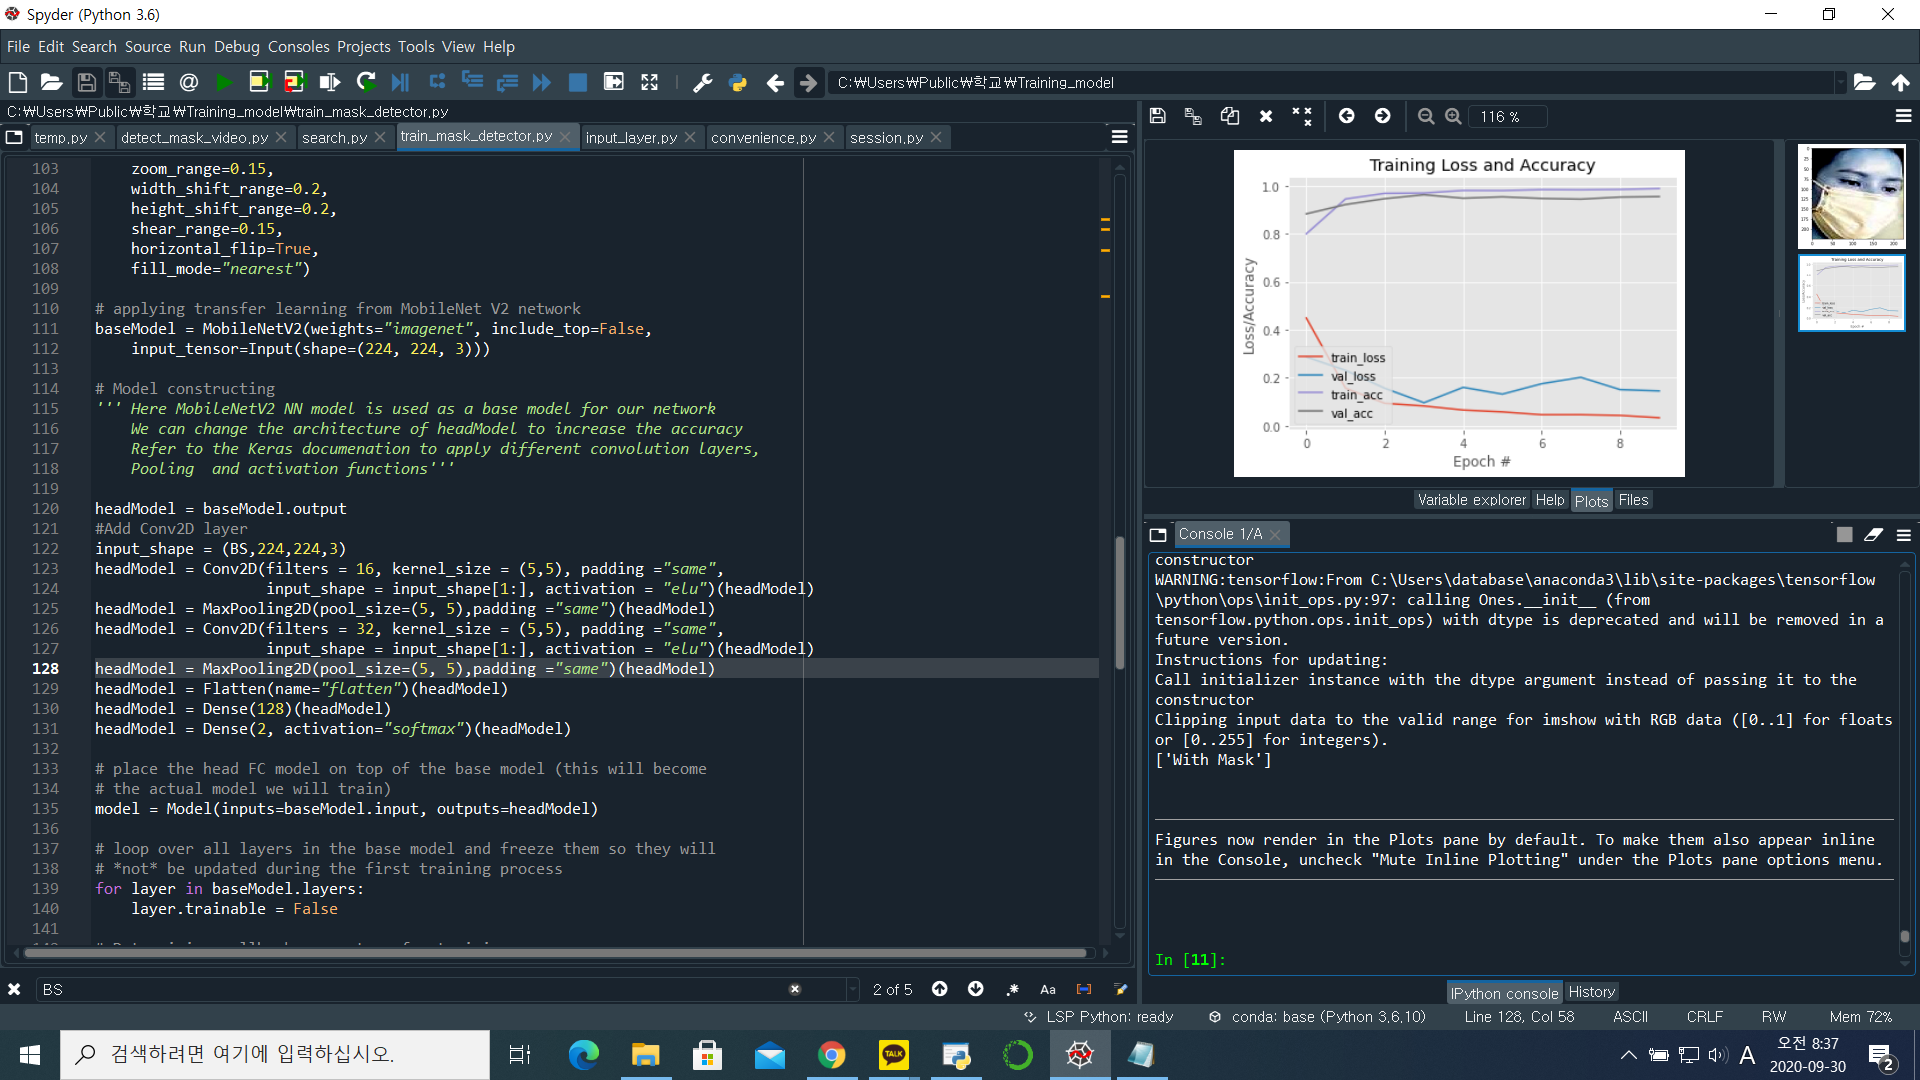 Spyder (Python 3.6)
File Edit Search Source Run Debug Consoles Projects Tools View Help
C:₩Users₩Public₩학교₩Training_model
C:₩Users₩Public₩학교₩Training_model₩train_mask_detector.py
temp.py detect_mask_video.py search.py train_mask_detector.py input_layer.py convenience.py session.py
103 zoom_range=0.15,
104 width_shift_range=0.2,
105 height_shift_range=0.2,
106 shear_range=0.15,
107 horizontal_flip=True,
108 fill_mode="nearest")
109
110 # applying transfer learning from MobileNet V2 network
111 baseModel = MobileNetV2(weights="imagenet", include_top=False,
112 input_tensor=Input(shape=(224, 224, 3)))
113
114 # Model constructing
115 ''' Here MobileNetV2 NN model is used as a base model for our network
116 We can change the architecture of headModel to increase the accuracy
117 Refer to the Keras documenation to apply different convolution layers,
118 Pooling  and activation functions'''
119
120 headModel = baseModel.output
121 #Add Conv2D layer
122 input_shape = (BS,224,224,3)
123 headModel = Conv2D(filters = 16, kernel_size = (5,5), padding ="same",
124 input_shape = input_shape[1:], activation = "elu")(headModel)
125 headModel = MaxPooling2D(pool_size=(5, 5),padding ="same")(headModel)
126 headModel = Conv2D(filters = 32, kernel_size = (5,5), padding ="same",
127 input_shape = input_shape[1:], activation = "elu")(headModel)
128 headModel = MaxPooling2D(pool_size=(5, 5),padding ="same")(headModel)
129 headModel = Flatten(name="flatten")(headModel)
130 headModel = Dense(128)(headModel)
131 headModel = Dense(2, activation="softmax")(headModel)
132
133 # place the head FC model on top of the base model (this will become
134 # the actual model we will train)
135 model = Model(inputs=baseModel.input, outputs=headModel)
136
137 # loop over all layers in the base model and freeze them so they will
138 # *not* be updated during the first training process
139 for layer in baseModel.layers:
140 layer.trainable = False
141
BS
2 of 5
Aa
116 %
Training Loss and Accuracy
Loss/Accuracy
1.0
0.8
0.6
0.4
0.2
0.0
train_loss
val_loss
train_acc
val_acc
0 2 4 6 8
Epoch #
Training Loss and Accuracy
Variable explorer Help Plots Files
Console 1/A
constructor
WARNING:tensorflow:From C:\Users\database\anaconda3\lib\site-packages\tensorflow
\python\ops\init_ops.py:97: calling Ones.__init__ (from
tensorflow.python.ops.init_ops) with dtype is deprecated and will be removed in a
future version.
Instructions for updating:
Call initializer instance with the dtype argument instead of passing it to the
constructor
Clipping input data to the valid range for imshow with RGB data ([0..1] for floats
or [0..255] for integers).
['With Mask']
Figures now render in the Plots pane by default. To make them also appear inline
in the Console, uncheck "Mute Inline Plotting" under the Plots pane options menu.
In [11]:
IPython console History
LSP Python: ready conda: base (Python 3.6.10) Line 128, Col 58 ASCII CRLF RW Mem 72%
검색하려면 여기에 입력하십시오.
TALK
A
오전 8:37
2020-09-30
2